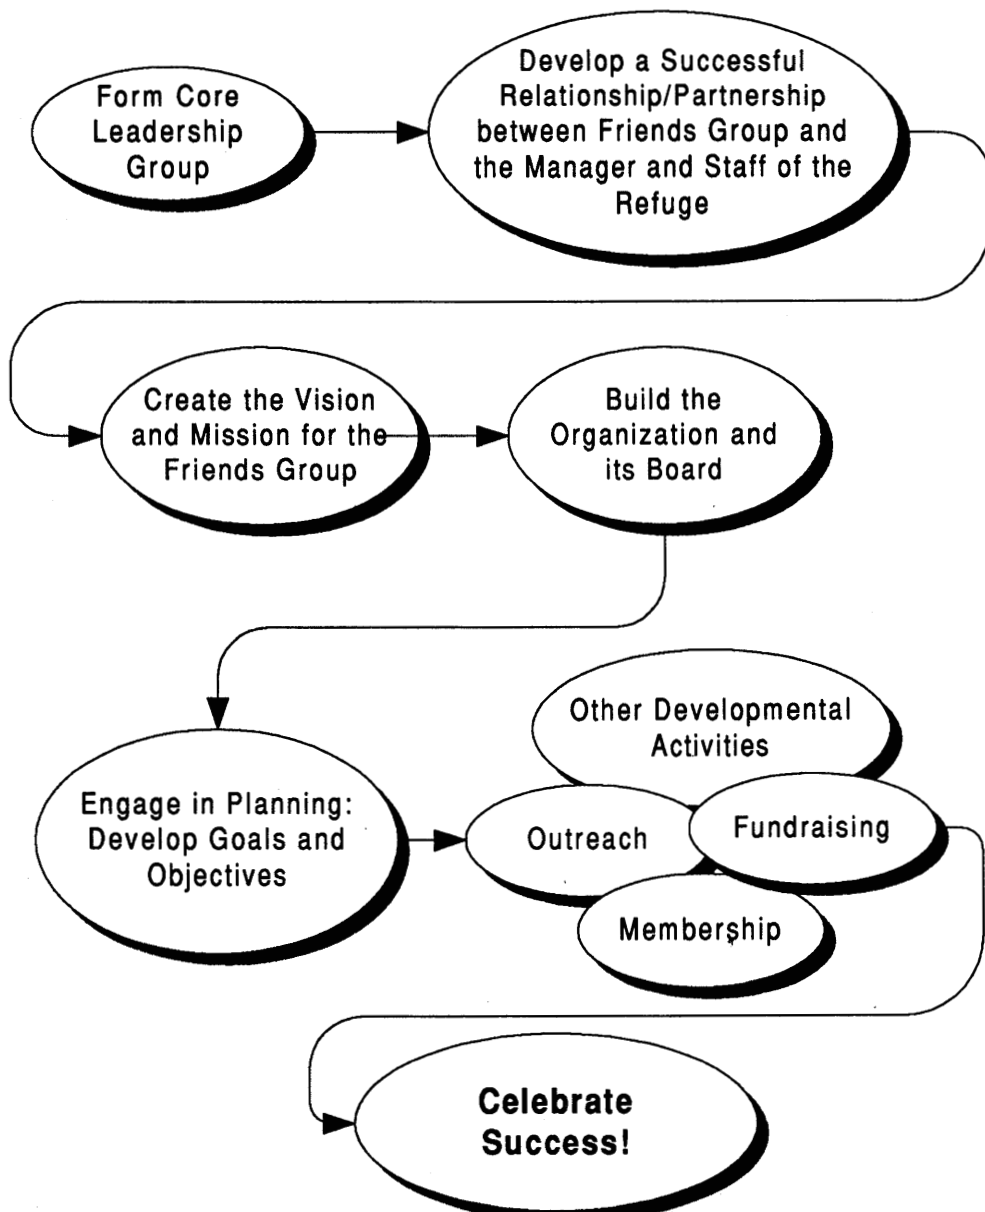 Form Core
Leadership
Group
Develop a Successful
Relationship/Partnership
between Friends Group and
the Manager and Staff of the
Refuge
Create the Vision
and Mission for the
Friends Group
Build the
Organization and
its Board
Engage in Planning:
Develop Goals and
Objectives
Other Developmental
Activities
Outreach
Fundraising
Membership
Celebrate
Success!